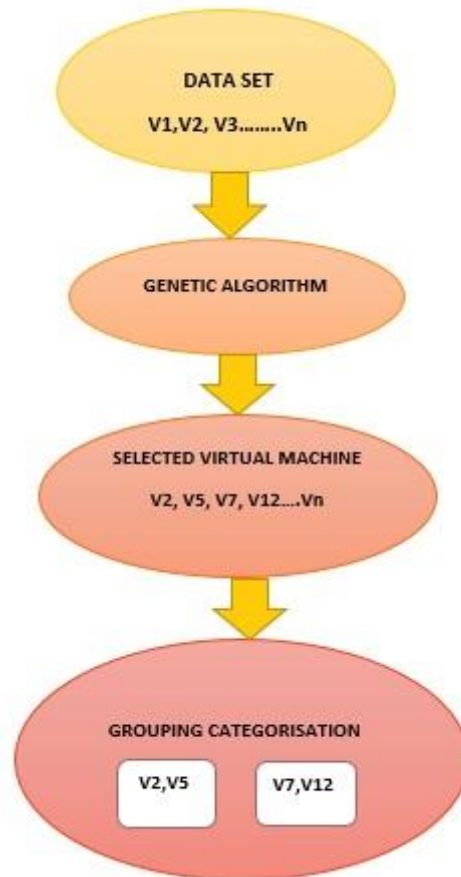 DATA SET
V1,V2, V3........Vn
GENETIC ALGORITHM
SELECTED VIRTUAL MACHINE
V2, V5, V7, V12....Vn
GROUPING CATEGORISATION
V2,V5
V7,V12